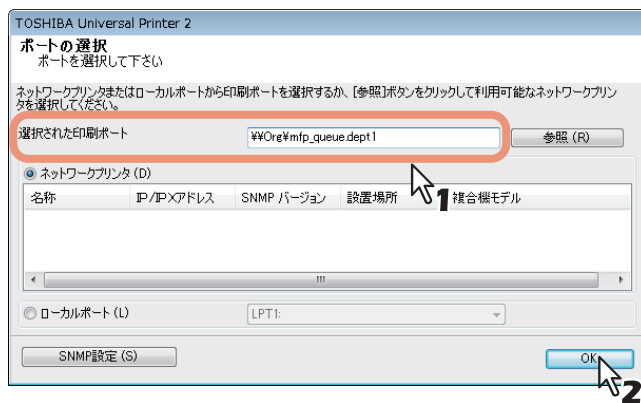 TOSHIBA Universal Printer 2
ポートの選択
ポートを選択して下さい
ネットワークプリンタまたはローカルポートから印刷ポートを選択するか、[参照]ボタンをクリックして利用可能なネットワークプリン
タを選択してください。
選択された印刷ポート ¥¥Org¥mfp_queue.dept1 参照 (R)
1
ネットワークプリンタ (D)
名称 IP/IPXアドレス SNMP バージョン 設置場所 複合機モデル
ローカルポート (L) LPT1:
SNMP設定 (S) OK
2